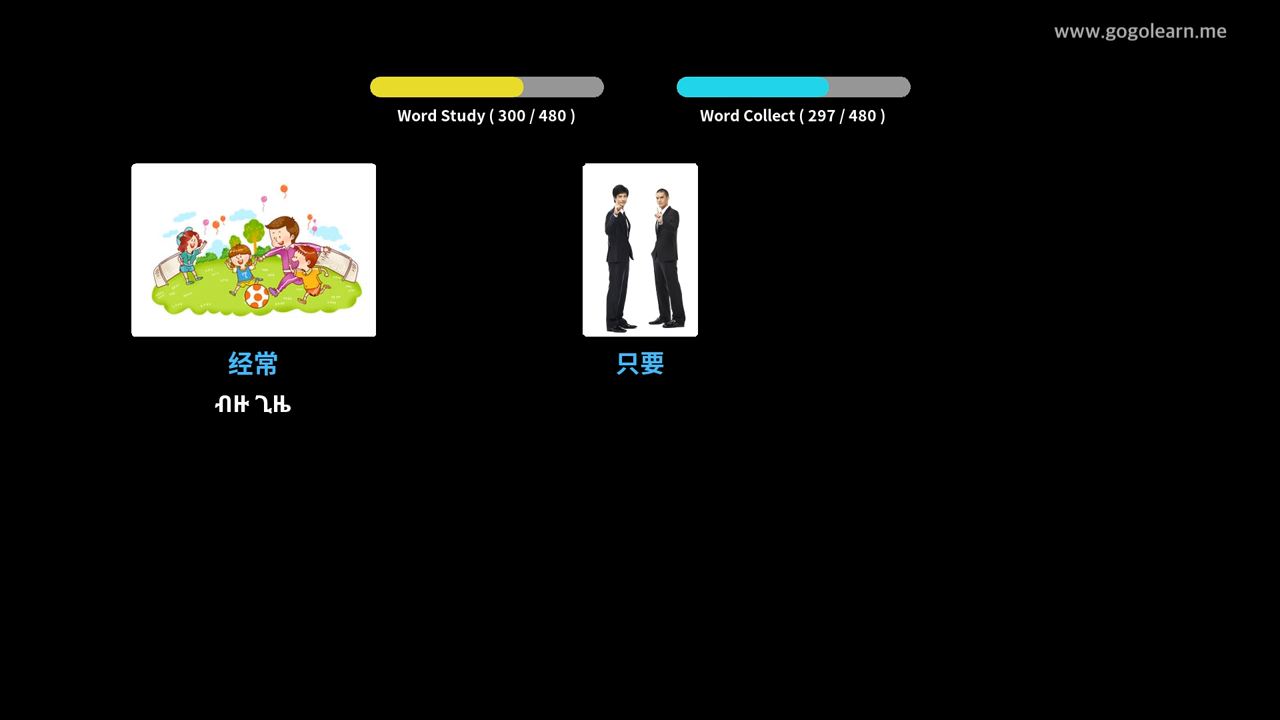 www.gogolearn.me
Word Study ( 300 / 480 )
Word Collect ( 297 / 480 )
经常
只要
ብዙ ጊዜ